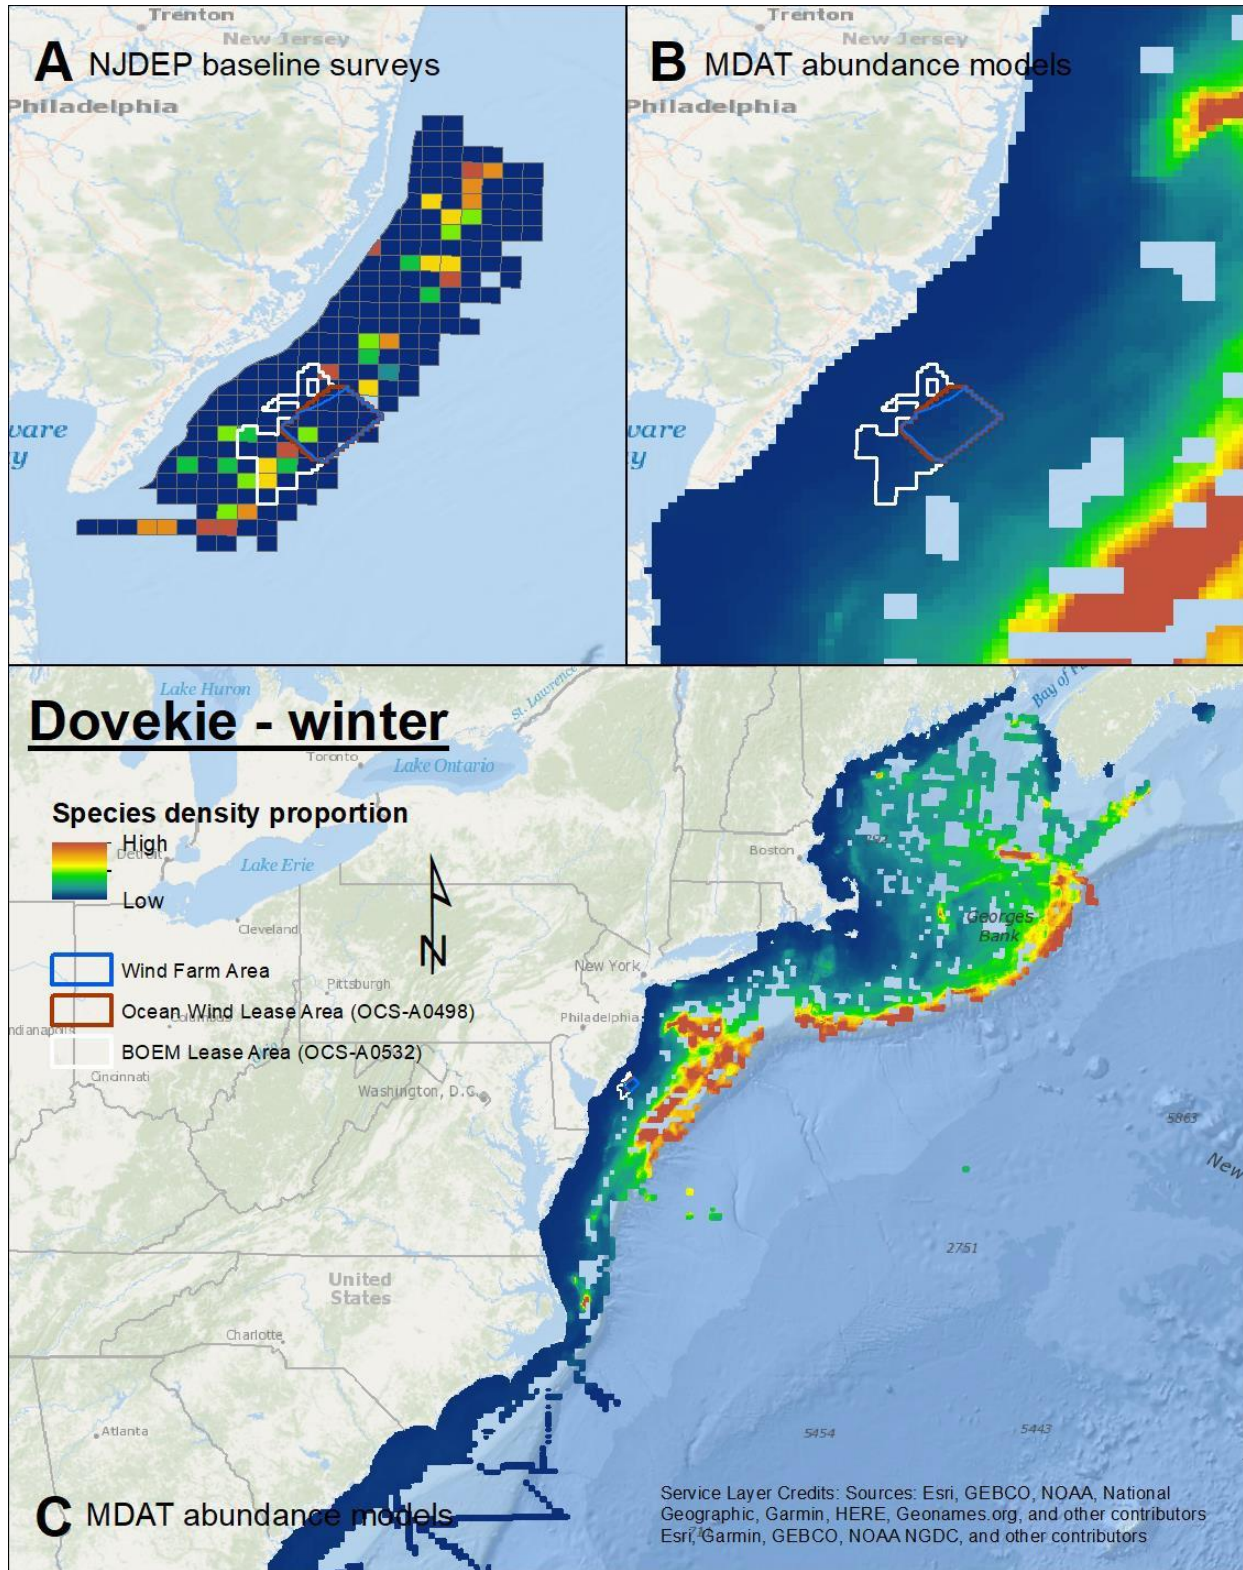 Trenton
New Jersey
A NJDEP baseline surveys
Philadelphia
ware
y
Trenton
New Jersey
B MDAT abundance models
Philadelphia
ware
y
Lake Huron
St. Lawrence
Bay of F
Dovekie - winter
Toronto
Lake Ontario
Species density proportion
High
Detroit
Low
Lake Erie
Boston
Georges
Bank
Cleveland
New York
Wind Farm Area
Pittsburgh
Ocean Wind Lease Area (OCS-A0498)
Philadelphia
Columbus
ndianapolis
BOEM Lease Area (OCS-A0532)
Cincinnati
Washington, D.C.
N
5863
New
2751
United
States
Charlotte
Atlanta
5454
5443
C MDAT abundance models
Service Layer Credits: Sources: Esri, GEBCO, NOAA, National
Geographic, Garmin, HERE, Geonames.org, and other contributors
Esri, Garmin, GEBCO, NOAA NGDC, and other contributors